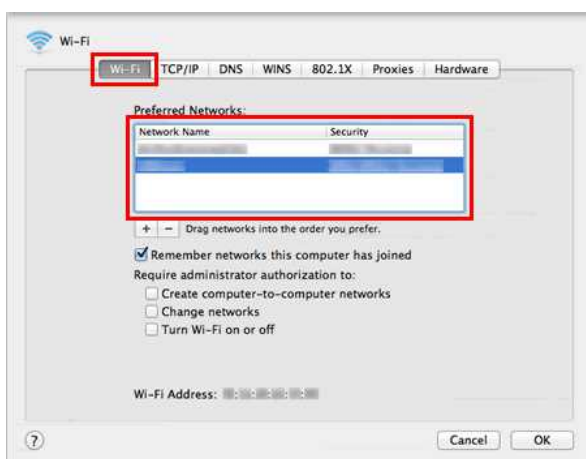 Wi-Fi
Wi-Fi TCP/IP DNS WINS 802.1X Proxies Hardware
Preferred Networks:
Network Name Security
+ - Drag networks into the order you prefer.
Remember networks this computer has joined
Require administrator authorization to:
Create computer-to-computer networks
Change networks
Turn Wi-Fi on or off
Wi-Fi Address:
? Cancel OK